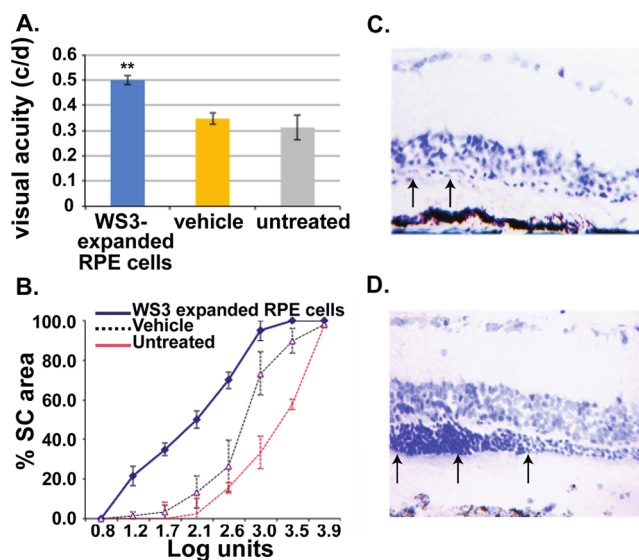 A.
visual acuity (c/d)
0.6
0.5
0.4
0.3
0.2
0.1
0
**
WS3-
expanded
RPE cells
vehicle
untreated
B.
WS3 expanded RPE cells
Vehicle
Untreated
% SC area
100.0
80.0
60.0
40.0
20.0
0.0
0.8 1.2 1.7 2.1 2.6 3.0 3.5 3.9
Log units
C.
D.